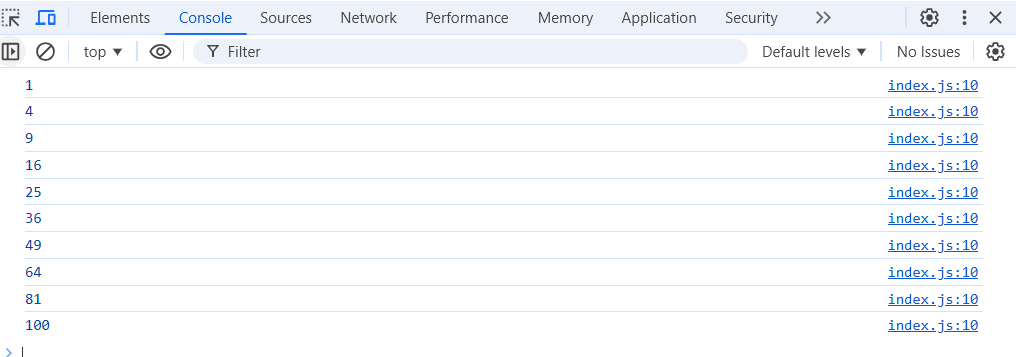 Elements Console Sources Network Performance Memory Application Security
top Filter Default levels No Issues
1 index.js:10
4 index.js:10
9 index.js:10
16 index.js:10
25 index.js:10
36 index.js:10
49 index.js:10
64 index.js:10
81 index.js:10
100 index.js:10